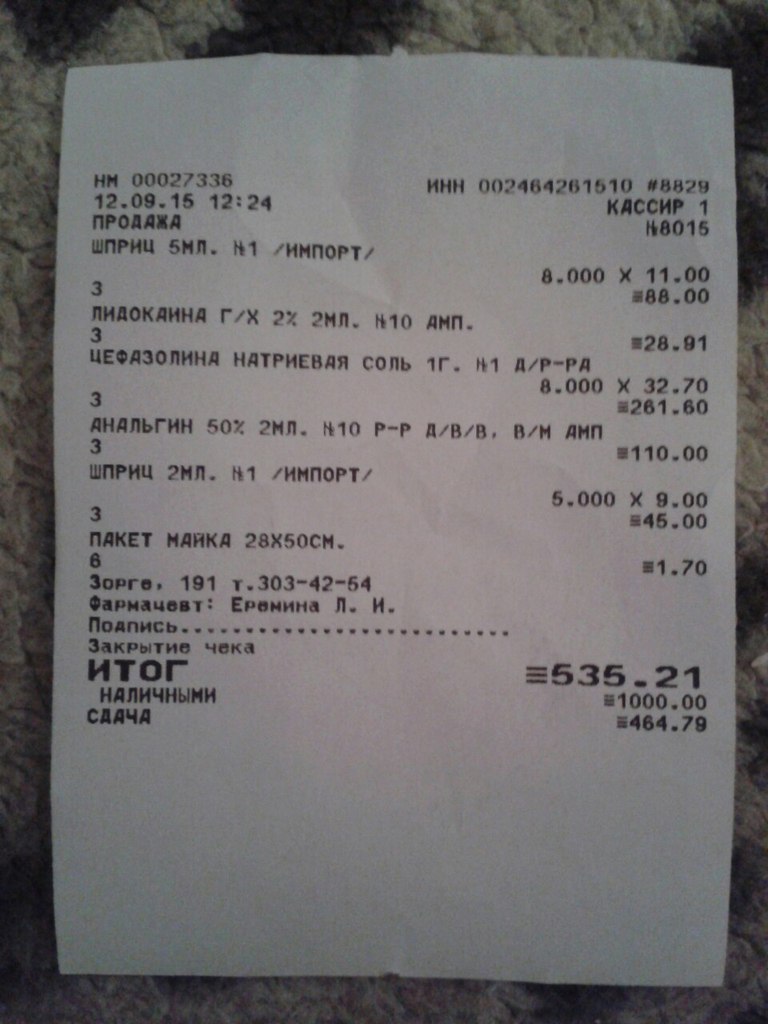 НМ 00027336 ИНН 002464261510 #8829
12.09.15 12:24 КАССИР 1
ПРОДАЖА №8015
ШПРИЦ 5МЛ. №1 /ИМПОРТ/
8.000 X 11.00
3 ≡88.00
ЛИДОКАИНА Г/Х 2% 2МЛ. №10 АМП.
3 ≡28.91
ЦЕФАЗОЛИНА НАТРИЕВАЯ СОЛЬ 1Г. №1 Д/Р-РА
8.000 X 32.70
3 ≡261.60
АНАЛЬГИН 50% 2МЛ. №10 Р-Р Д/В/В, В/М АМП
3 ≡110.00
ШПРИЦ 2МЛ. №1 /ИМПОРТ/
5.000 X 9.00
3 ≡45.00
ПАКЕТ МАЙКА 28X50СМ.
6 ≡1.70
Зорге, 191 т.303-42-64
Фармацевт: Еремина Л. И.
Подпись............................
Закрытие чека
ИТОГ ≡535.21
НАЛИЧНЫМИ ≡1000.00
СДАЧА ≡464.79